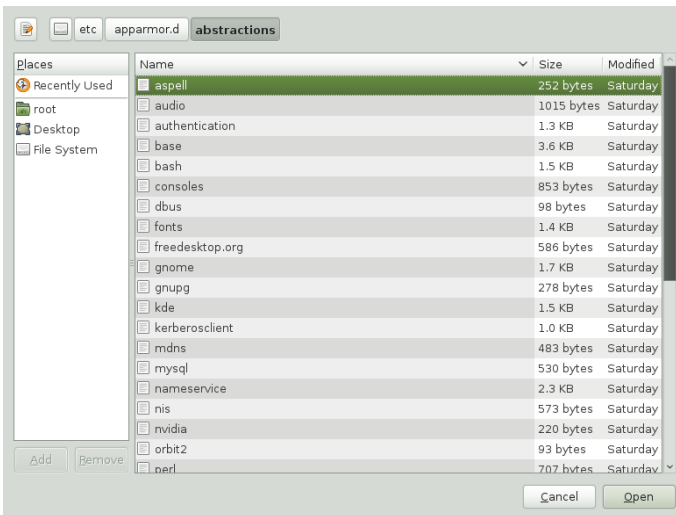 etc apparmor.d abstractions
Places Name Size Modified
Recently Used aspell 252 bytes Saturday
root audio 1015 bytes Saturday
Desktop authentication 1.3 KB Saturday
File System base 3.6 KB Saturday
bash 1.5 KB Saturday
consoles 853 bytes Saturday
dbus 98 bytes Saturday
fonts 1.4 KB Saturday
freedesktop.org 586 bytes Saturday
gnome 1.7 KB Saturday
gnupg 278 bytes Saturday
kde 1.5 KB Saturday
kerberosclient 1.0 KB Saturday
mdns 483 bytes Saturday
mysql 530 bytes Saturday
nameservice 2.3 KB Saturday
nis 573 bytes Saturday
nvidia 220 bytes Saturday
orbit2 93 bytes Saturday
perl 707 bytes Saturday
Add Remove
Cancel Open